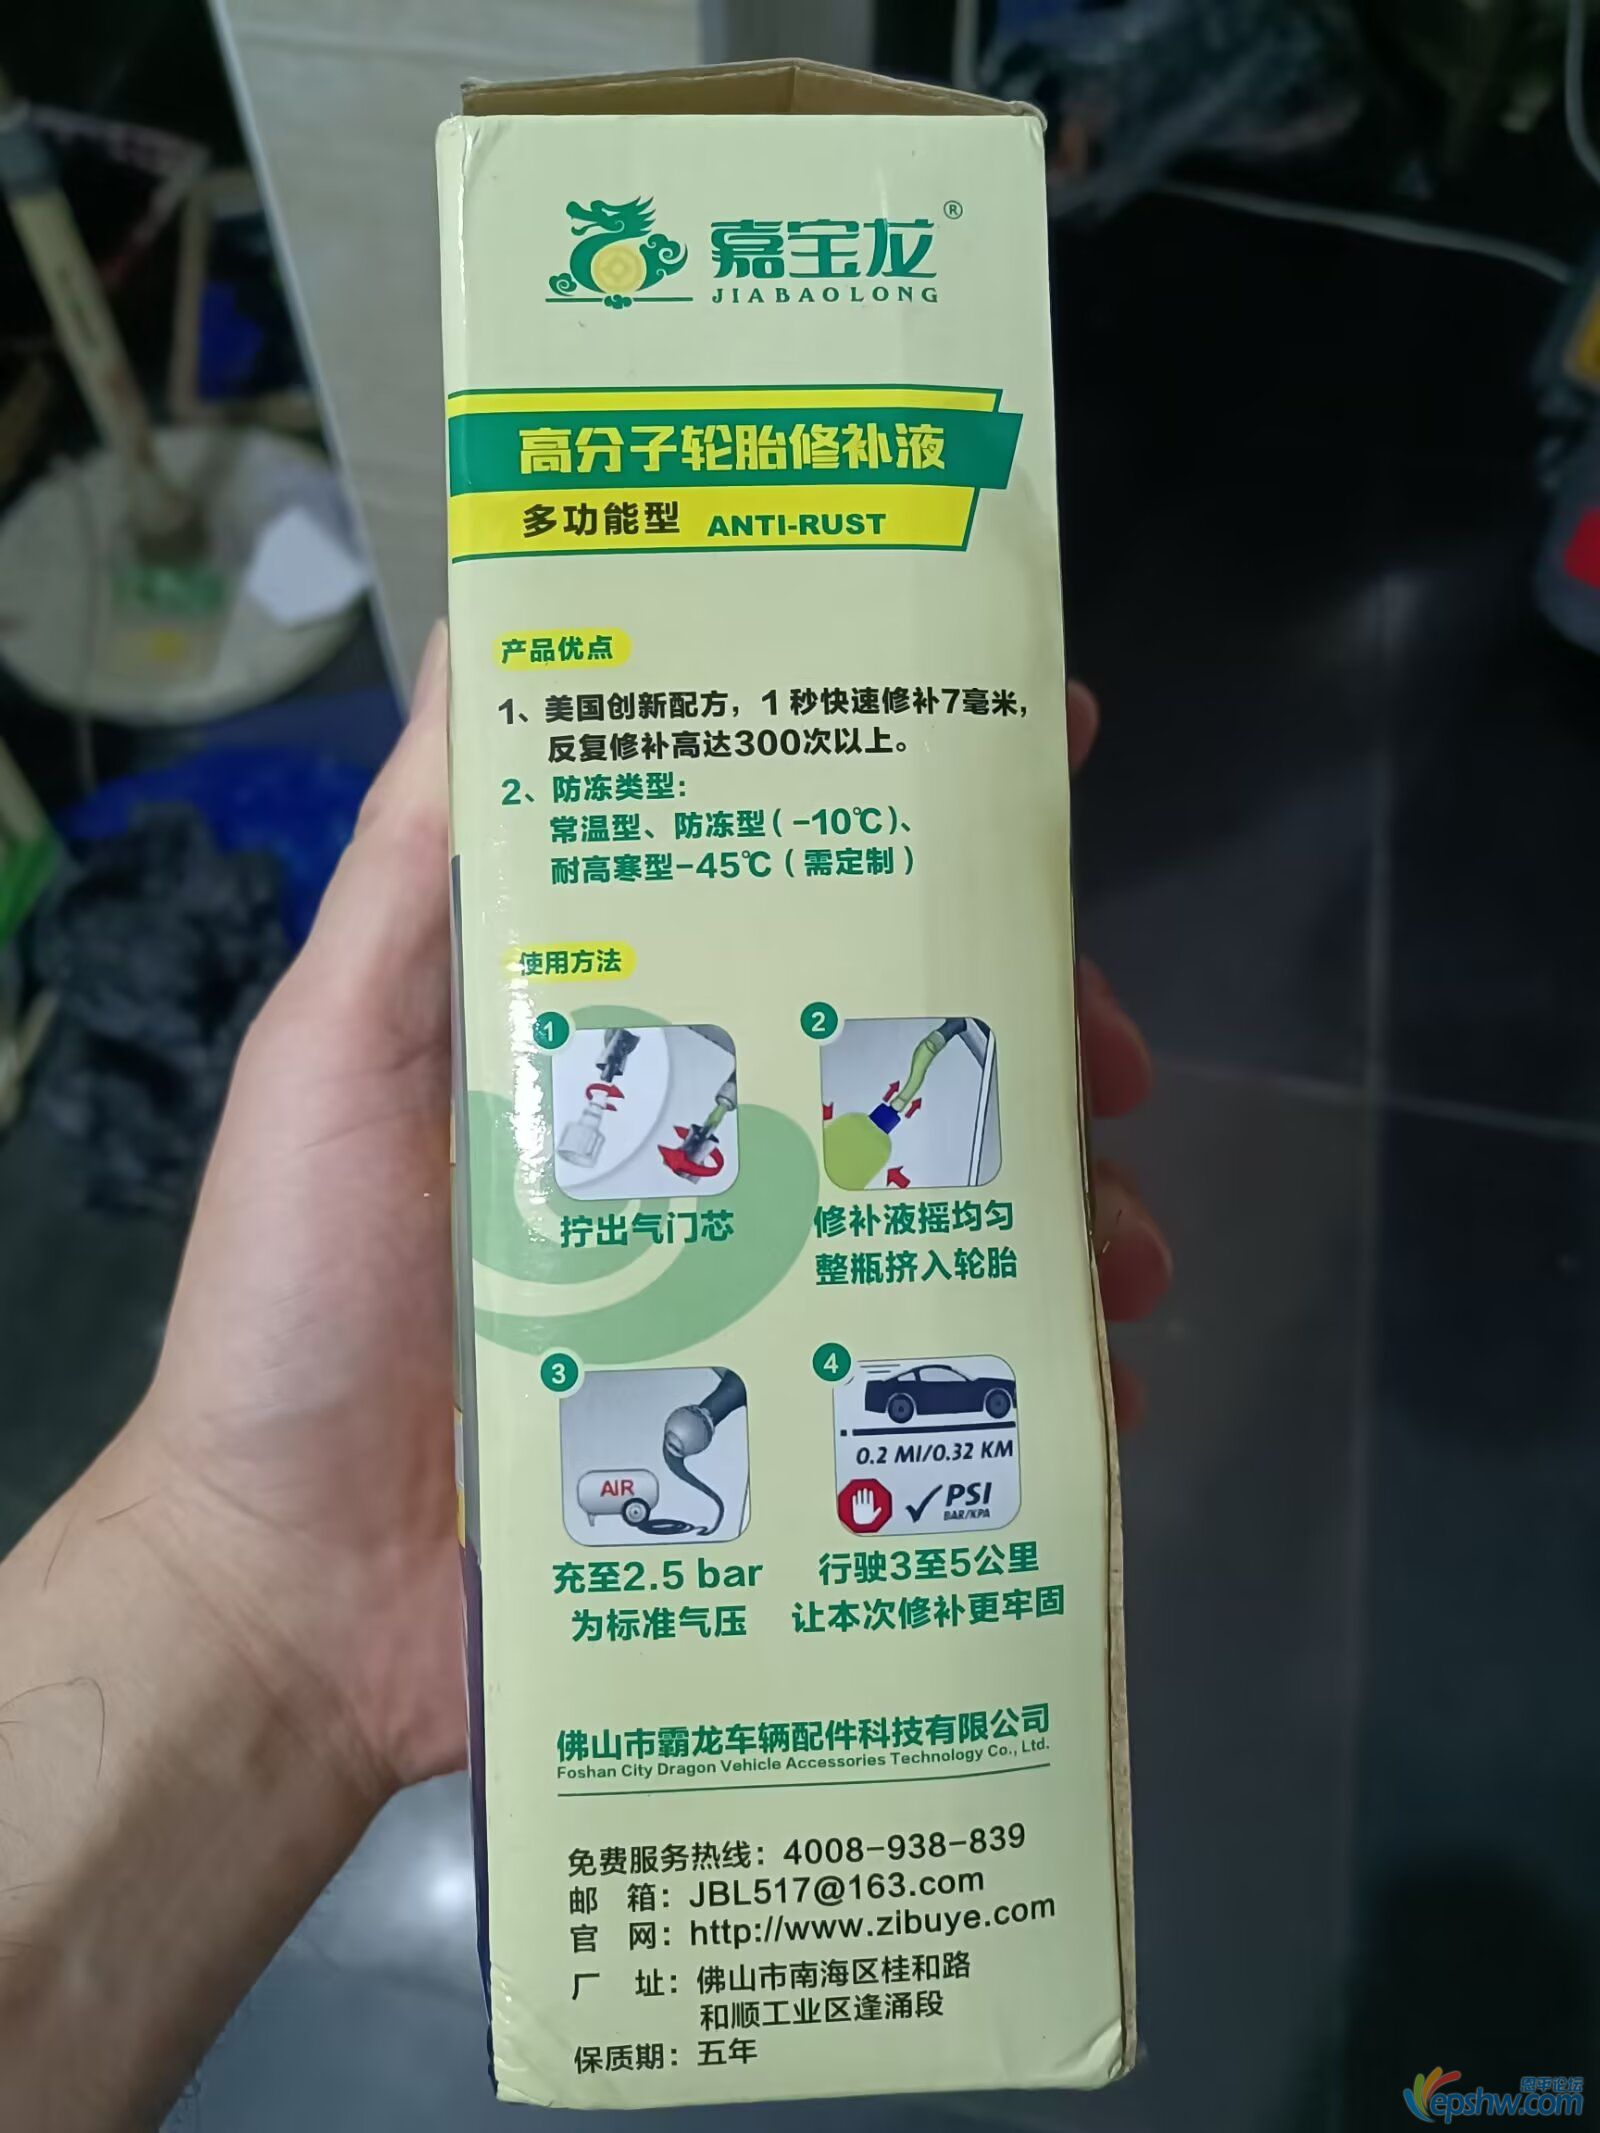 嘉宝龙®
JIABAOLONG
高分子轮胎修补液
多功能型 ANTI-RUST
产品优点
1、美国创新配方，1秒快速修补7毫米，
反复修补高达300次以上。
2、防冻类型：
常温型、防冻型（-10℃）、
耐高寒型-45℃（需定制）
使用方法
1
拧出气门芯
2
修补液摇均匀
整瓶挤入轮胎
3
AIR
充至2.5 bar
为标准气压
4
0.2 MI/0.32 KM
PSI
BAR/KPA
行驶3至5公里
让本次修补更牢固
佛山市霸龙车辆配件科技有限公司
Foshan City Dragon Vehicle Accessories Technology Co., Ltd.
免费服务热线：4008-938-839
邮 箱：JBL517@163.com
官 网：http://www.zibuye.com
厂 址：佛山市南海区桂和路
和顺工业区逢涌段
保质期：五年
恩平论坛
epshw.com